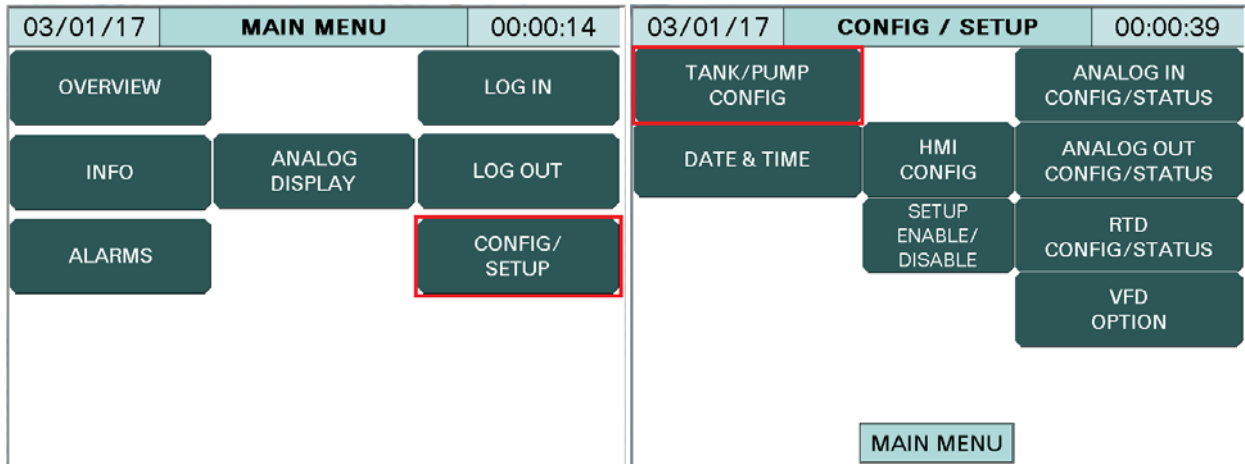 03/01/17 MAIN MENU 00:00:14
OVERVIEW LOG IN
INFO ANALOG
DISPLAY LOG OUT
ALARMS CONFIG/
SETUP
03/01/17 CONFIG / SETUP 00:00:39
TANK/PUMP
CONFIG
ANALOG IN
CONFIG/STATUS
DATE & TIME
HMI
CONFIG
ANALOG OUT
CONFIG/STATUS
SETUP
ENABLE/
DISABLE
RTD
CONFIG/STATUS
VFD
OPTION
MAIN MENU